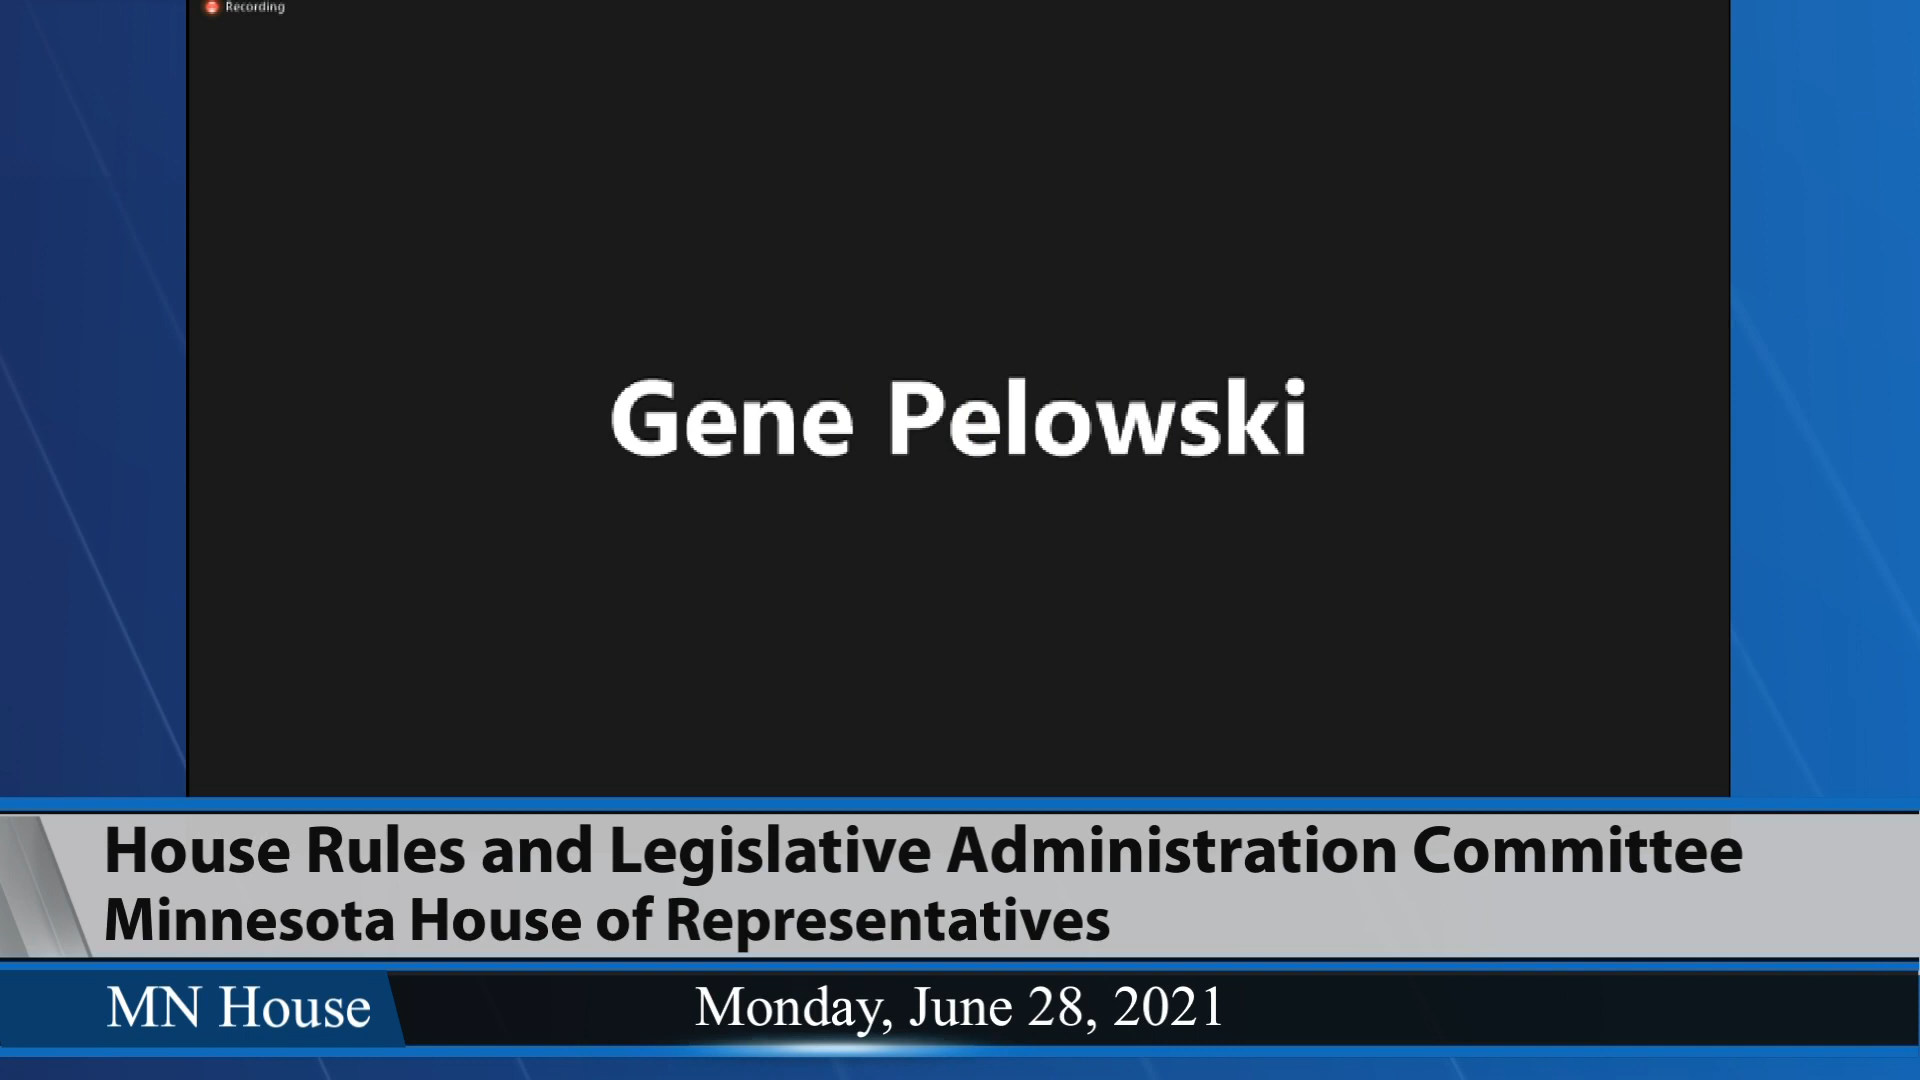 Recording
Gene Pelowski
House Rules and Legislative Administration Committee
Minnesota House of Representatives
MN House
Monday, June 28, 2021